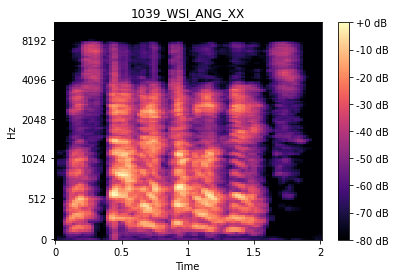 1039_WSI_ANG_XX
Hz
8192
4096
2048
1024
512
0
0
0.5
1
1.5
2
Time
+0 dB
-10 dB
-20 dB
-30 dB
-40 dB
-50 dB
-60 dB
-70 dB
-80 dB